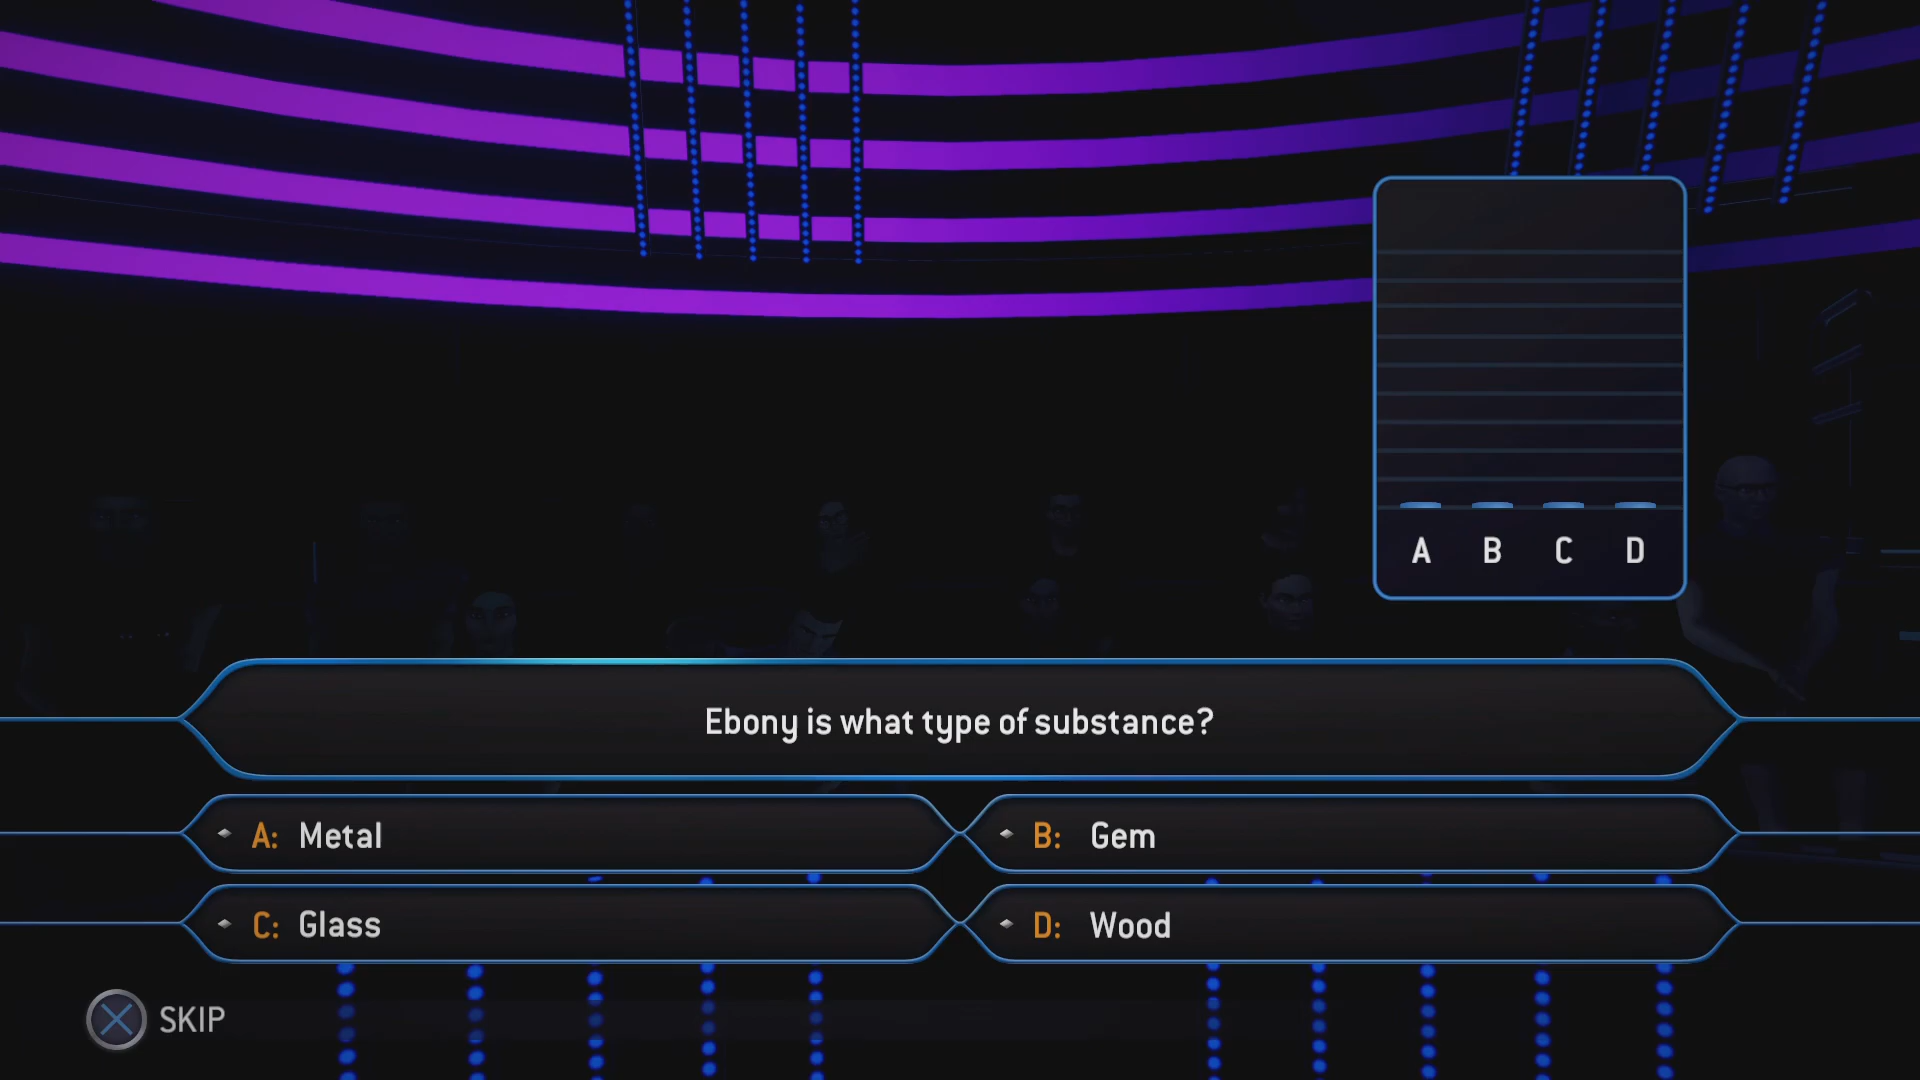 A B C D
Ebony is what type of substance?
A: Metal
B: Gem
C: Glass
D: Wood
SKIP